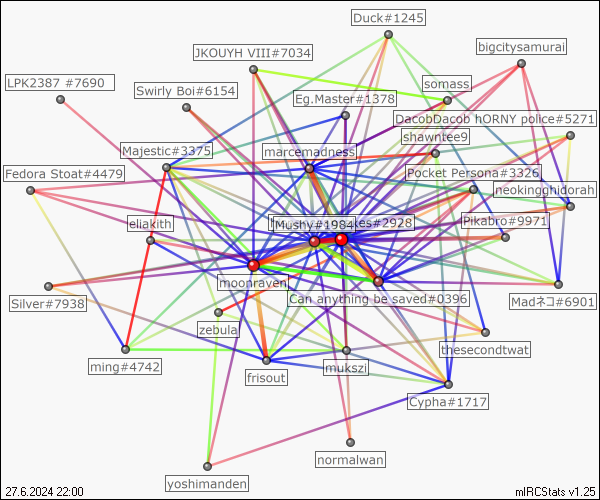 Duck#1245
JKOUYH VIII#7034
bigcitysamurai
LPK2387 #7690
Swirly Boi#6154
somass
Eg.Master#1378
DacobDacob hORNY police#5271
shawntee9
Majestic#3375
marcemadness
Fedora Stoat#4479
Pocket Persona#3326
neokingghidorah
eliakith
Mushy#1984
#2928
Pikabro#9971
moonraven
Can anything be saved#0396
Silver#7938
Madネコ#6901
zebula
thesecondtwat
ming#4742
frisout
mukszi
Cypha#1717
normalwan
yoshimanden
27.6.2024 22:00
mIRCStats v1.25